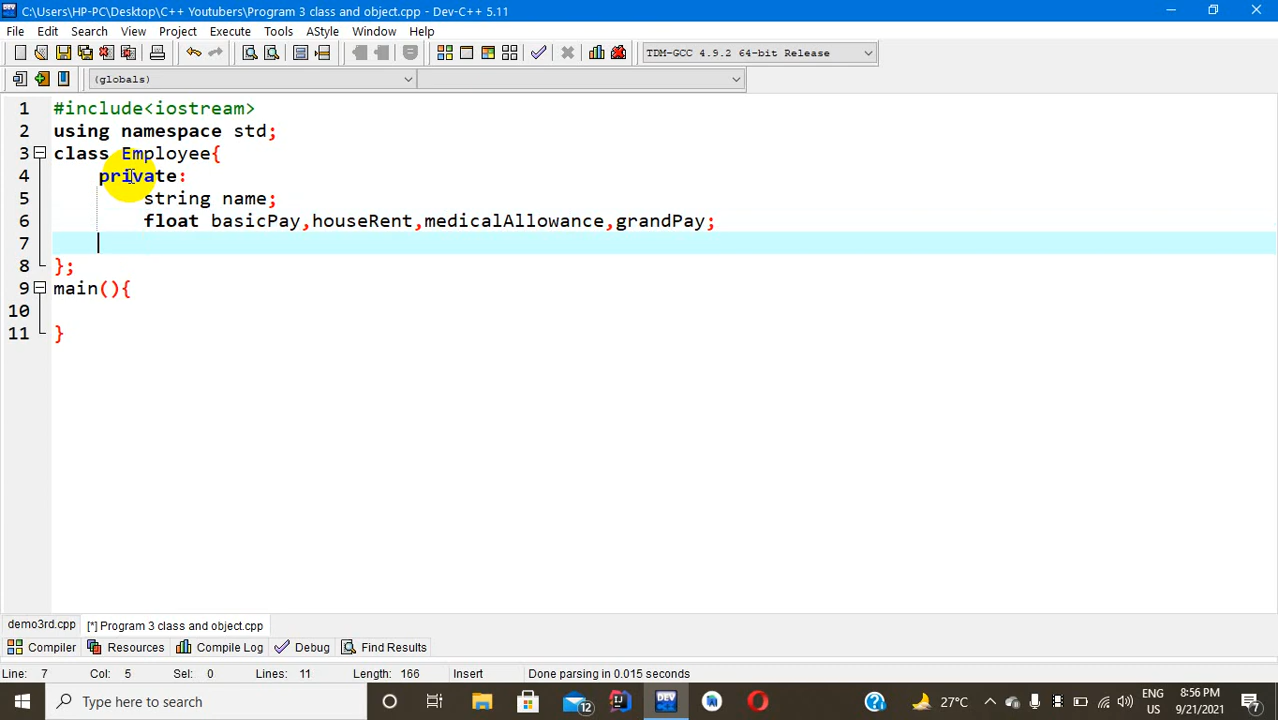 C:\Users\HP-PC\Desktop\C++ Youtubers\Program 3 class and object.cpp - Dev-C++ 5.11
File Edit Search View Project Execute Tools AStyle Window Help
TDM-GCC 4.9.2 64-bit Release
(globals)
1 #include<iostream>
2 using namespace std;
3 class Employee{
4 private:
5 string name;
6 float basicPay,houseRent,medicalAllowance,grandPay;
7
8 };
9 main(){
10
11 }
demo3rd.cpp [*] Program 3 class and object.cpp
Compiler Resources Compile Log Debug Find Results
Line: 7 Col: 5 Sel: 0 Lines: 11 Length: 166 Insert Done parsing in 0.015 seconds
Type here to search DEV 12 27°C ENG US 8:56 PM 9/21/2021 7